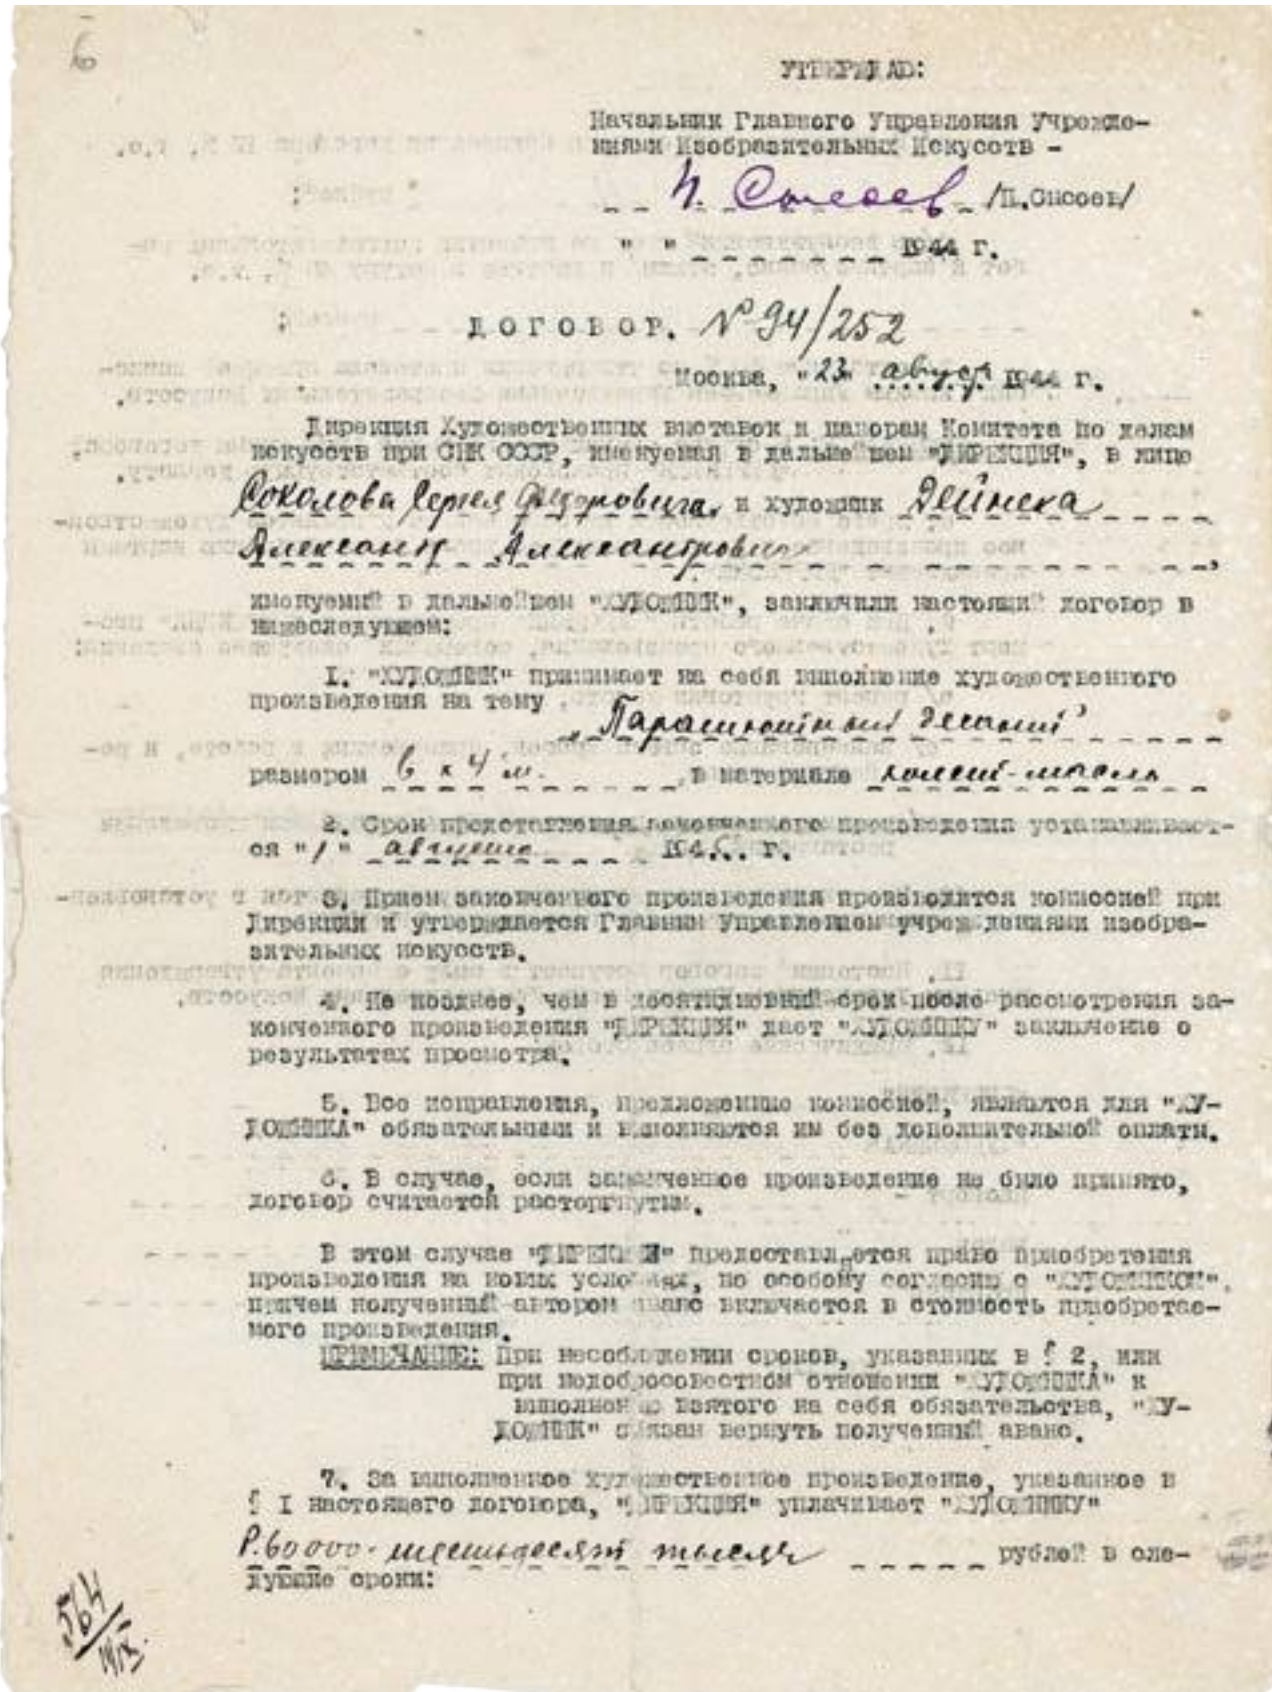 6
УТВЕРЖДАЮ:
Начальник Главного Управления Учрежде-
ниями Изобразительных Искусств -
П. Сысоев /П.Сысоев/
" " 1944 г.
ДОГОВОР. № 94/252
Москва, "23" август 1944 г.
Дирекция Художественных выставок и панорам Комитета по делам
искусств при СНК СССР, именуемая в дальнейшем "ДИРЕКЦИЯ", в лице
Соколова Сергея Федоровича, и художник Дейнека
Александр Александрович,
именуемый в дальнейшем "ХУДОЖНИК", заключили настоящий договор в
нижеследующем:
1. "ХУДОЖНИК" принимает на себя выполнение художественного
произведения на тему
„Парашютный десант"
размером 6 х 4 м. , в материале холст-масло
2. Срок представления законченного произведения устанавливает-
ся "1" августа 194 г.
3. Прием законченного произведения производится комиссией при
Дирекции и утверждается Главным Управлением учреждениями изобра-
зительных искусств.
4. Не позднее, чем в десятидневный срок после рассмотрения за-
конченного произведения "ДИРЕКЦИЯ" дает "ХУДОЖНИКУ" заключение о
результатах просмотра.
5. Все исправления, предложенные комиссией, являются для "ХУ-
ДОЖНИКА" обязательными и выполняются им без дополнительной оплаты.
6. В случае, если законченное произведение не было принято,
договор считается расторгнутым.
В этом случае "ДИРЕКЦИИ" предоставляется право приобретения
произведения на новых условиях, по особому согласию с "ХУДОЖНИКОМ",
причем полученный автором аванс включается в стоимость приобретае-
мого произведения.
ПРИМЕЧАНИЕ: При несоблюдении сроков, указанных в § 2, или
при недобросовестном отношении "ХУДОЖНИКА" к
выполнению взятого на себя обязательства, "ХУ-
ДОЖНИК" обязан вернуть полученный аванс.
7. За выполненное художественное произведение, указанное в
§ I настоящего договора, "ДИРЕКЦИЯ" уплачивает "ХУДОЖНИКУ"
Р. 60000 - шестьдесят тысяч рублей в сле-
дующие сроки:
564